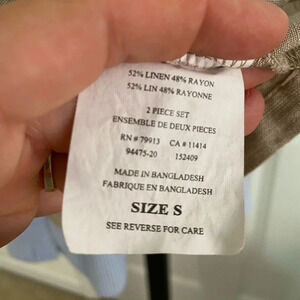 52% LINEN 48% RAYON
52% LIN 48% RAYONNE
2 PIECE SET
ENSEMBLE DE DEUX PIECES
RN # 79913 CA # 11414
94475-20 152409
MADE IN BANGLADESH
FABRIQUE EN BANGLADESH
SIZE S
SEE REVERSE FOR CARE